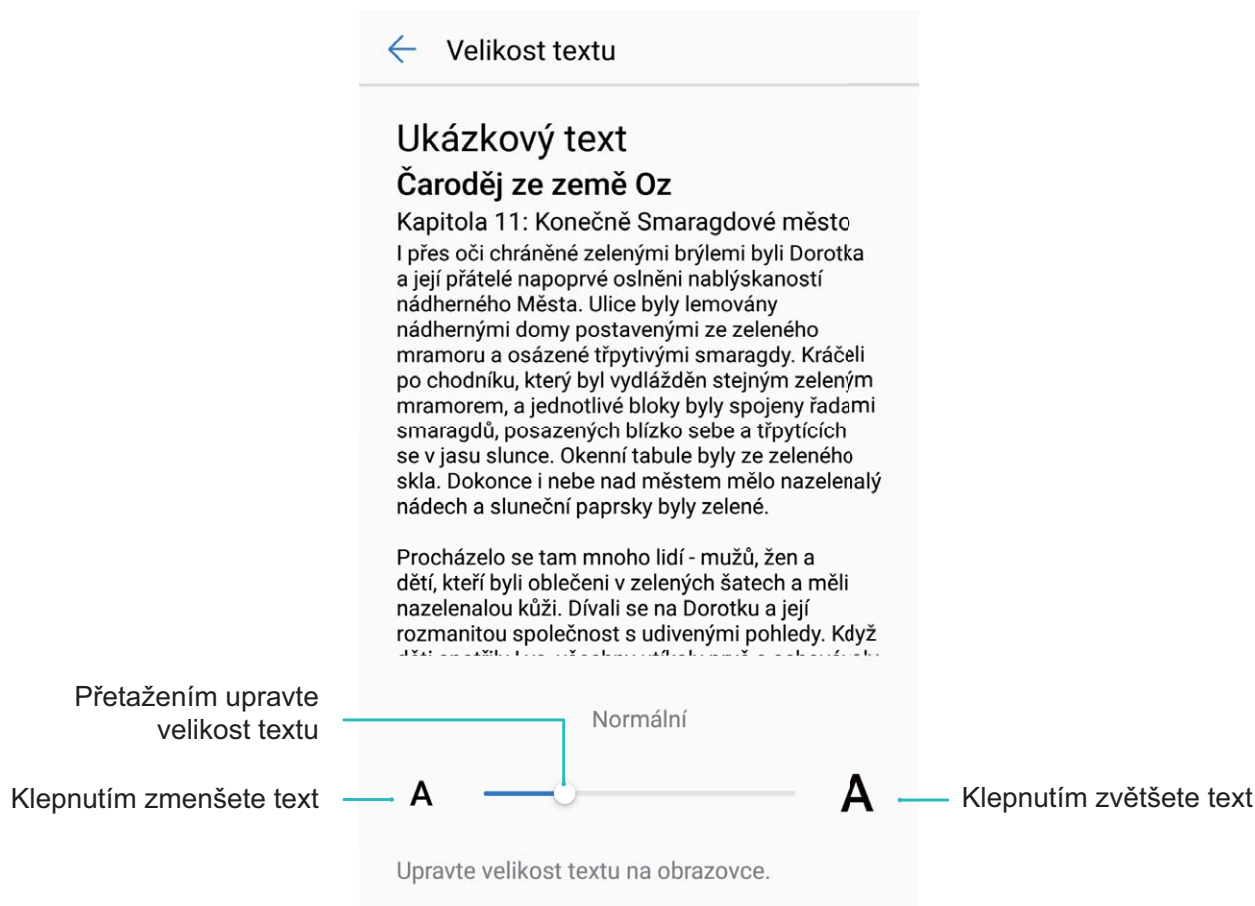 Velikost textu
Ukázkový text
Čaroděj ze země Oz
Kapitola 11: Konečně Smaragdové město
I přes oči chráněné zelenými brýlemi byli Dorotka
a její přátelé napoprvé oslněni nablýskaností
nádherného Města. Ulice byly lemovány
nádhernými domy postavenými ze zeleného
mramoru a osázené třpytivými smaragdy. Kráčeli
po chodníku, který byl vydlážděn stejným zeleným
mramorem, a jednotlivé bloky byly spojeny řadami
smaragdů, posazených blízko sebe a třpytících
se v jasu slunce. Okenní tabule byly ze zeleného
skla. Dokonce i nebe nad městem mělo nazelenalý
nádech a sluneční paprsky byly zelené.
Procházelo se tam mnoho lidí - mužů, žen a
dětí, kteří byli oblečeni v zelených šatech a měli
nazelenalou kůži. Dívali se na Dorotku a její
rozmanitou společnost s udivenými pohledy. Když
Přetažením upravte
velikost textu
Normální
Klepnutím zmenšete text
A
A
Klepnutím zvětšete text
Upravte velikost textu na obrazovce.